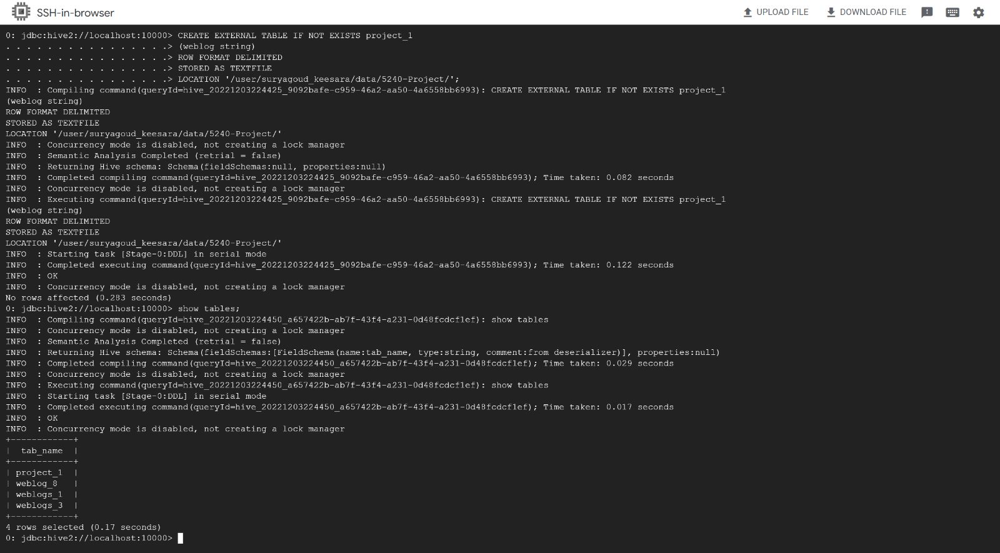 SSH-in-browser
UPLOAD FILE
DOWNLOAD FILE
0: jdbc:hive2://localhost:10000> CREATE EXTERNAL TABLE IF NOT EXISTS project_1
. . . . . . . . . . . . . . . .> (weblog string)
. . . . . . . . . . . . . . . .> ROW FORMAT DELIMITED
. . . . . . . . . . . . . . . .> STORED AS TEXTFILE
. . . . . . . . . . . . . . . .> LOCATION '/user/suryagoud_keesara/data/5240-Project/';
INFO  : Compiling command(queryId=hive_20221203224425_9092bafe-c959-46a2-aa50-4a6558bb6993): CREATE EXTERNAL TABLE IF NOT EXISTS project_1
(weblog string)
ROW FORMAT DELIMITED
STORED AS TEXTFILE
LOCATION '/user/suryagoud_keesara/data/5240-Project/'
INFO  : Concurrency mode is disabled, not creating a lock manager
INFO  : Semantic Analysis Completed (retrial = false)
INFO  : Returning Hive schema: Schema(fieldSchemas:null, properties:null)
INFO  : Completed compiling command(queryId=hive_20221203224425_9092bafe-c959-46a2-aa50-4a6558bb6993); Time taken: 0.082 seconds
INFO  : Concurrency mode is disabled, not creating a lock manager
INFO  : Executing command(queryId=hive_20221203224425_9092bafe-c959-46a2-aa50-4a6558bb6993): CREATE EXTERNAL TABLE IF NOT EXISTS project_1
(weblog string)
ROW FORMAT DELIMITED
STORED AS TEXTFILE
LOCATION '/user/suryagoud_keesara/data/5240-Project/'
INFO  : Starting task [Stage-0:DDL] in serial mode
INFO  : Completed executing command(queryId=hive_20221203224425_9092bafe-c959-46a2-aa50-4a6558bb6993); Time taken: 0.122 seconds
INFO  : OK
INFO  : Concurrency mode is disabled, not creating a lock manager
No rows affected (0.283 seconds)
0: jdbc:hive2://localhost:10000> show tables;
INFO  : Compiling command(queryId=hive_20221203224450_a657422b-ab7f-43f4-a231-0d48fcdcf1ef): show tables
INFO  : Concurrency mode is disabled, not creating a lock manager
INFO  : Semantic Analysis Completed (retrial = false)
INFO  : Returning Hive schema: Schema(fieldSchemas:[FieldSchema(name:tab_name, type:string, comment:from deserializer)], properties:null)
INFO  : Completed compiling command(queryId=hive_20221203224450_a657422b-ab7f-43f4-a231-0d48fcdcf1ef); Time taken: 0.029 seconds
INFO  : Concurrency mode is disabled, not creating a lock manager
INFO  : Executing command(queryId=hive_20221203224450_a657422b-ab7f-43f4-a231-0d48fcdcf1ef): show tables
INFO  : Starting task [Stage-0:DDL] in serial mode
INFO  : Completed executing command(queryId=hive_20221203224450_a657422b-ab7f-43f4-a231-0d48fcdcf1ef); Time taken: 0.017 seconds
INFO  : OK
INFO  : Concurrency mode is disabled, not creating a lock manager
+------------+
|  tab_name  |
+------------+
| project_1  |
| weblog_8   |
| weblogs_1  |
| weblogs_3  |
+------------+
4 rows selected (0.17 seconds)
0: jdbc:hive2://localhost:10000>